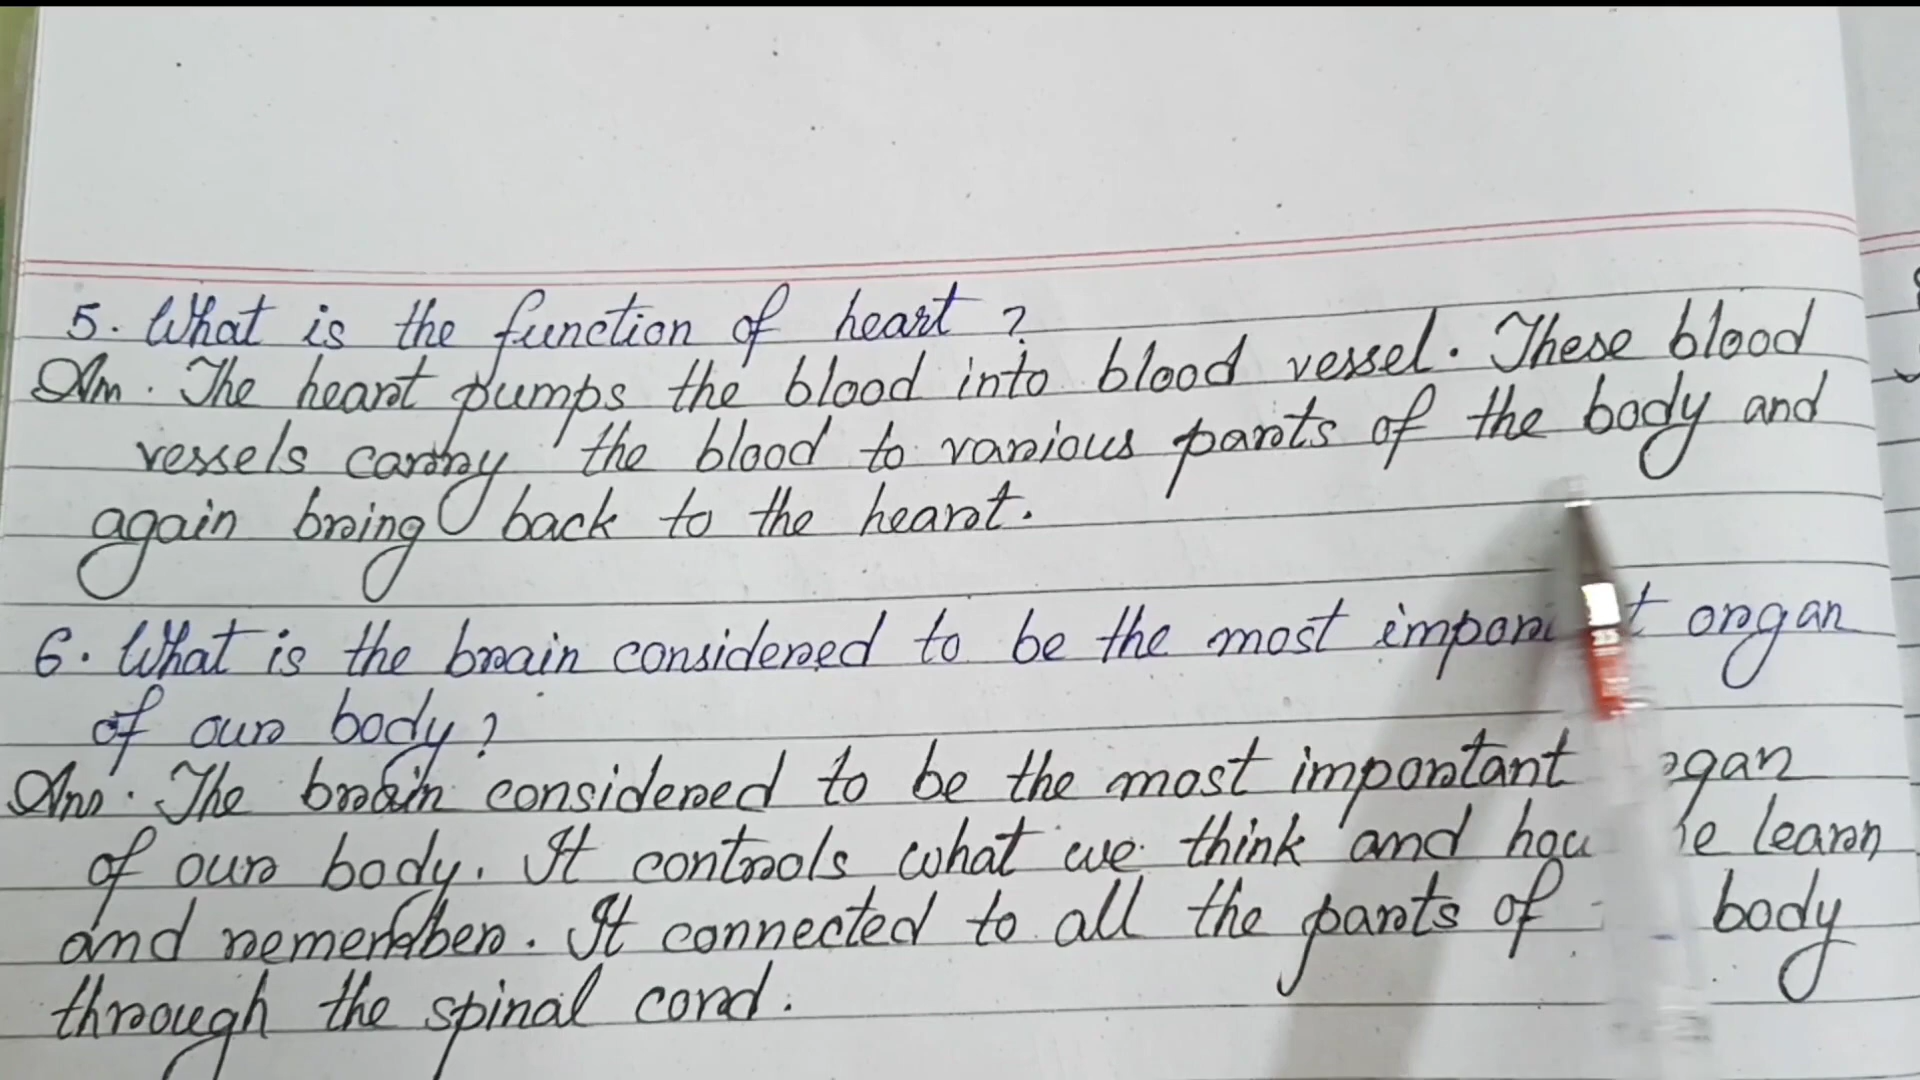 5. What is the function of heart ?
Ans. The heart pumps the blood into blood vessel. These blood
vessels carry the blood to various parts of the body and
again bring back to the heart.
6. What is the brain considered to be the most organ
of our body?
Ans. The brain considered to be the most important
of our body. It controls what we think and learn
and remember. It connected to all the parts of body
through the spinal cord.